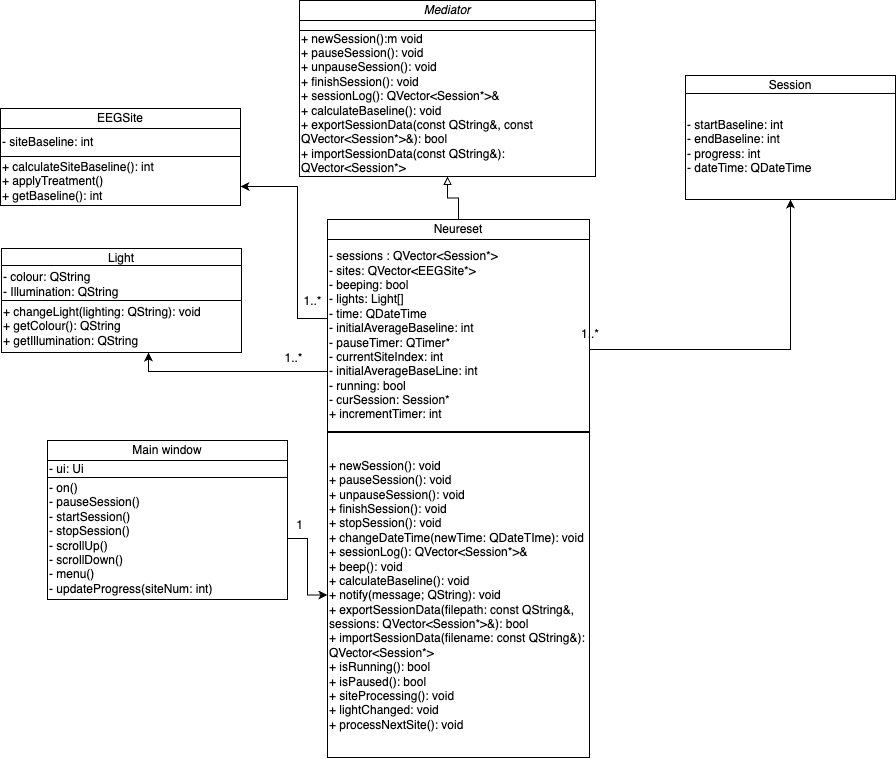 Mediator
+ newSession():m void
+ pauseSession(): void
+ unpauseSession(): void
+ finishSession(): void
+ sessionLog(): QVector<Session*>&
+ calculateBaseline(): void
+ exportSessionData(const QString&, const
QVector<Session*>&): bool
+ importSessionData(const QString&):
QVector<Session*>
Session
- startBaseline: int
- endBaseline: int
- progress: int
- dateTime: QDateTime
EEGSite
- siteBaseline: int
+ calculateSiteBaseline(): int
+ applyTreatment()
+ getBaseline(): int
Light
- colour: QString
- Illumination: QString
+ changeLight(lighting: QString): void
+ getColour(): QString
+ getIllumination: QString
1..*
1..*
1..*
Neureset
- sessions : QVector<Session*>
- sites: QVector<EEGSite*>
- beeping: bool
- lights: Light[]
- time: QDateTime
- initialAverageBaseline: int
- pauseTimer: QTimer*
- currentSiteIndex: int
- initialAverageBaseLine: int
- running: bool
- curSession: Session*
+ incrementTimer: int
+ newSession(): void
+ pauseSession(): void
+ unpauseSession(): void
+ finishSession(): void
+ stopSession(): void
+ changeDateTime(newTime: QDateTIme): void
+ sessionLog(): QVector<Session*>&
+ beep(): void
+ calculateBaseline(): void
+ notify(message; QString): void
+ exportSessionData(filepath: const QString&,
sessions: QVector<Session*>&): bool
+ importSessionData(filename: const QString&):
QVector<Session*>
+ isRunning(): bool
+ isPaused(): bool
+ siteProcessing(): void
+ lightChanged: void
+ processNextSite(): void
Main window
- ui: Ui
- on()
- pauseSession()
- startSession()
- stopSession()
- scrollUp()
- scrollDown()
- menu()
- updateProgress(siteNum: int)
1